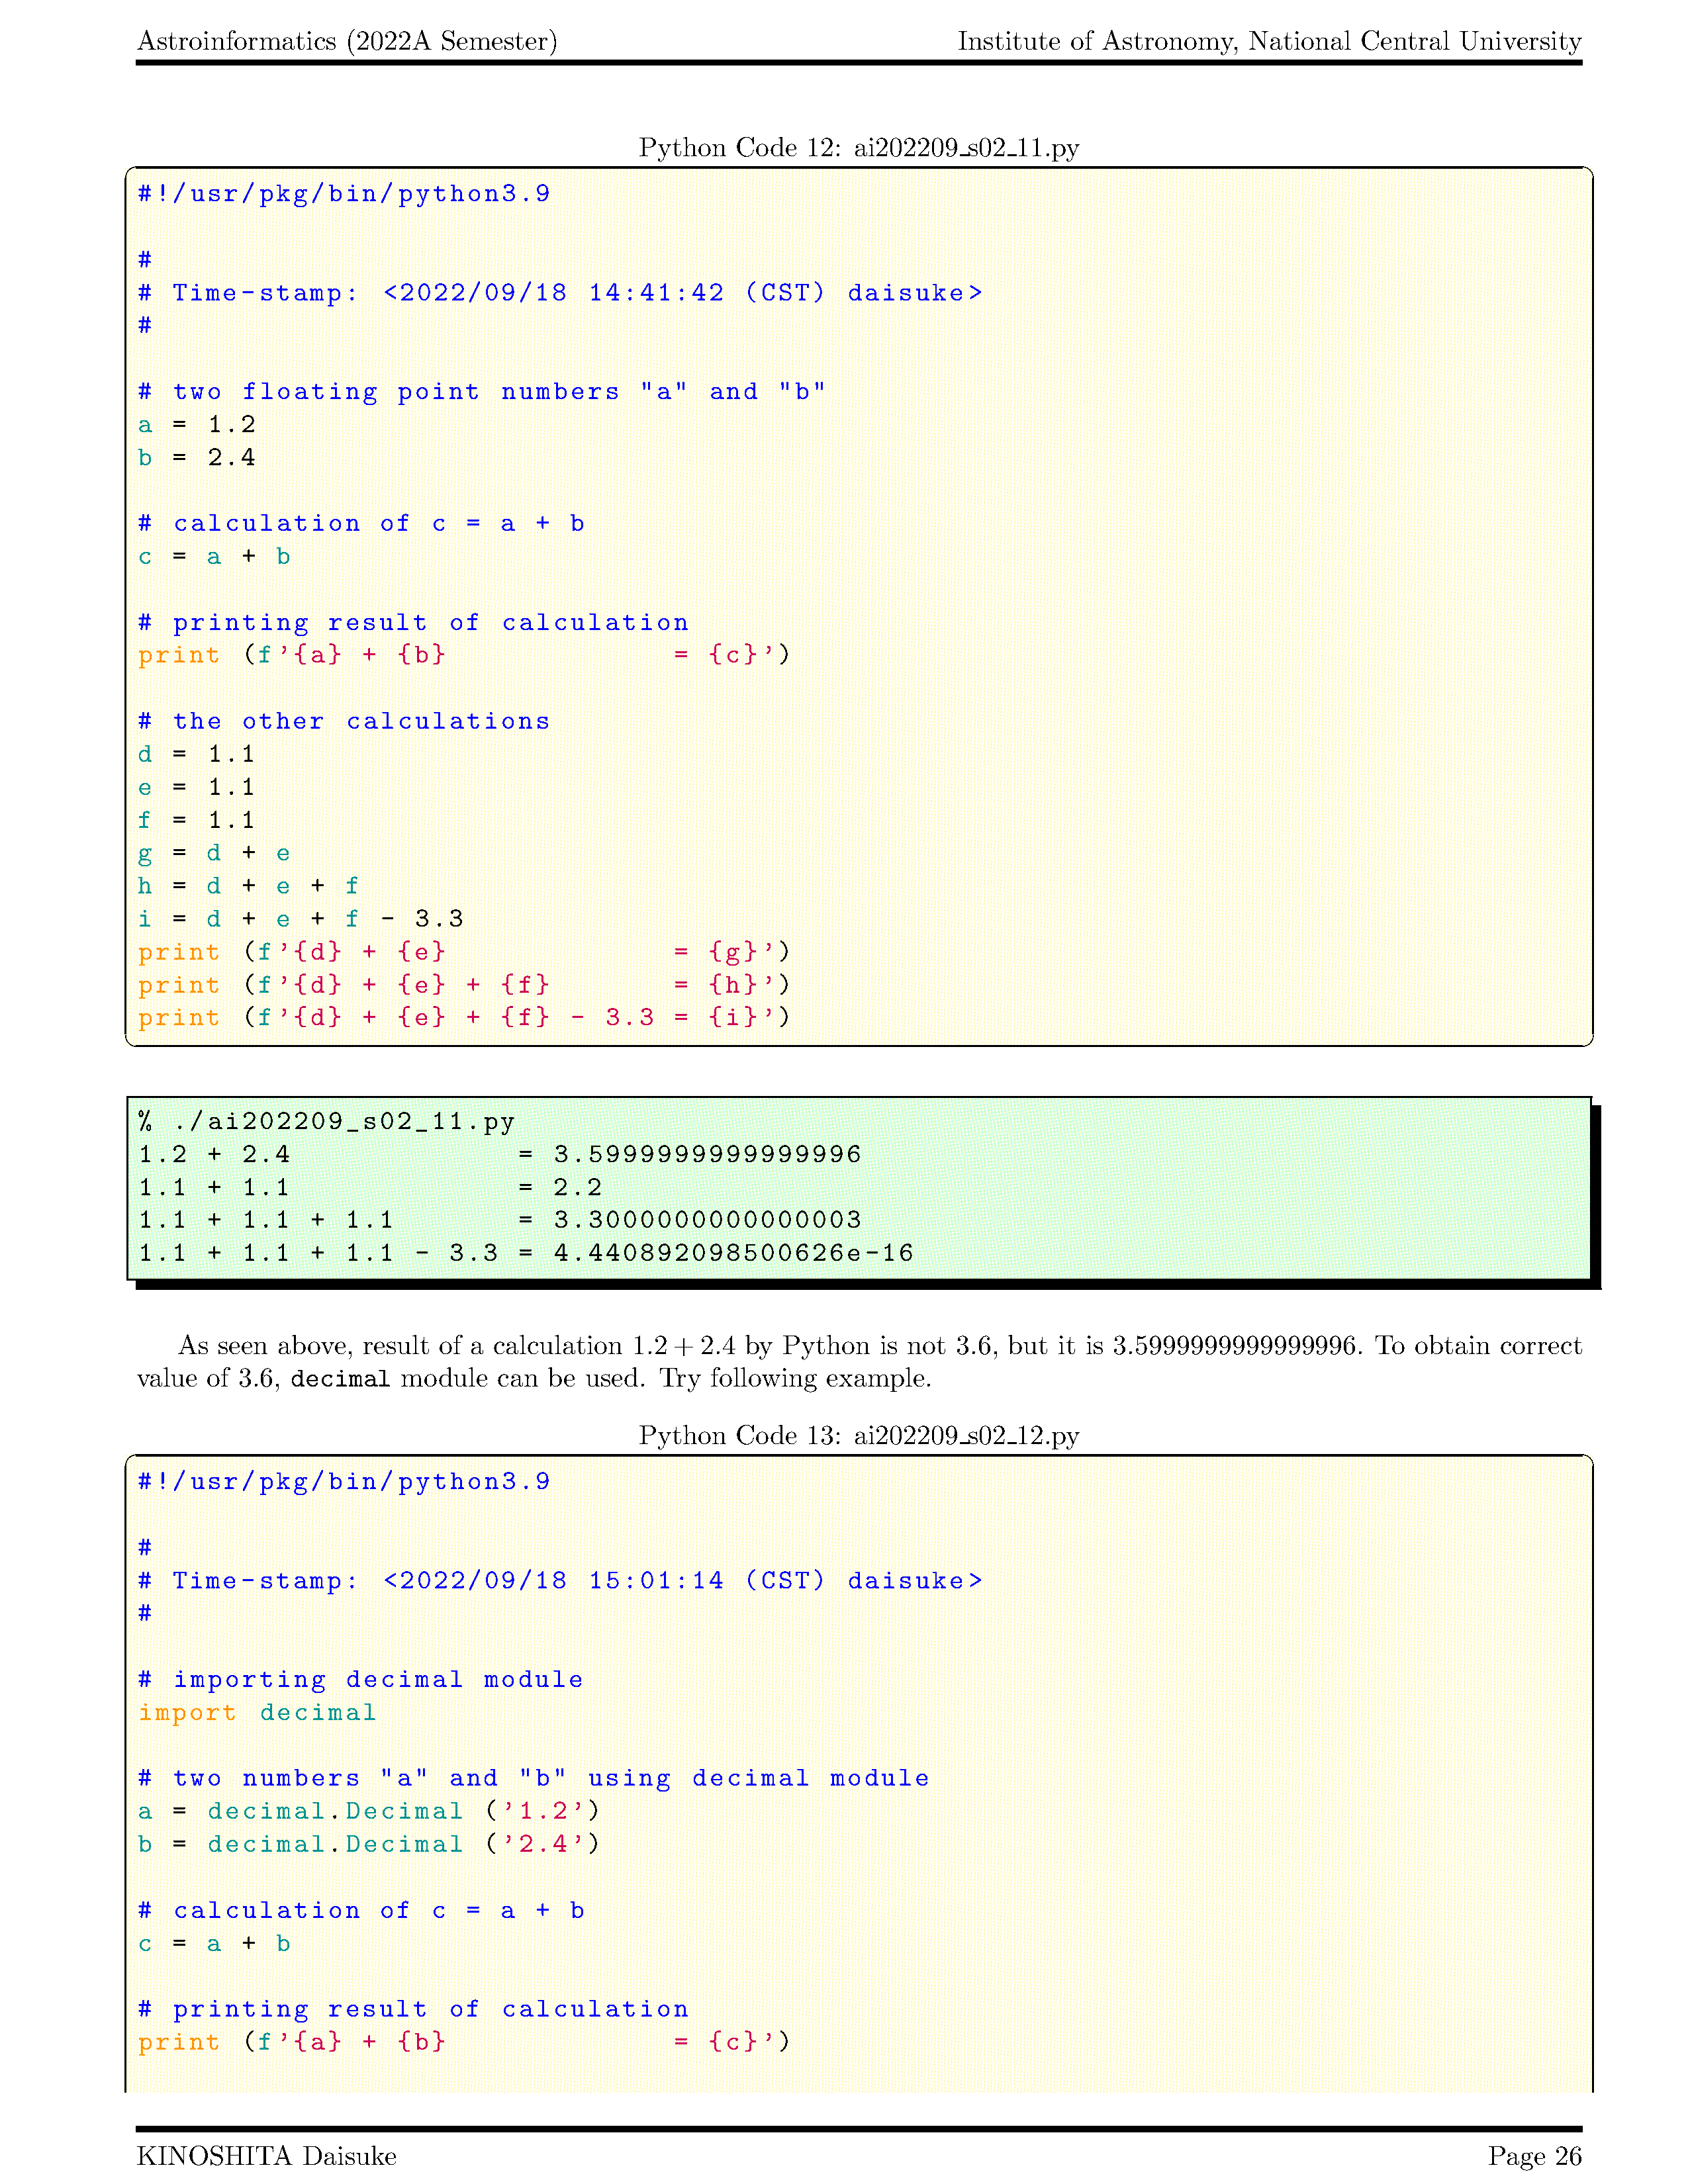 Astroinformatics (2022A Semester) Institute of Astronomy, National Central University
Python Code 12: ai202209_s02_11.py
#!/usr/pkg/bin/python3.9
#
# Time-stamp: <2022/09/18 14:41:42 (CST) daisuke>
#
# two floating point numbers "a" and "b"
a = 1.2
b = 2.4
# calculation of c = a + b
c = a + b
# printing result of calculation
print (f'{a} + {b}             = {c}')
# the other calculations
d = 1.1
e = 1.1
f = 1.1
g = d + e
h = d + e + f
i = d + e + f - 3.3
print (f'{d} + {e}             = {g}')
print (f'{d} + {e} + {f}       = {h}')
print (f'{d} + {e} + {f} - 3.3 = {i}')
% ./ai202209_s02_11.py
1.2 + 2.4             = 3.5999999999999996
1.1 + 1.1             = 2.2
1.1 + 1.1 + 1.1       = 3.3000000000000003
1.1 + 1.1 + 1.1 - 3.3 = 4.440892098500626e-16
As seen above, result of a calculation 1.2 + 2.4 by Python is not 3.6, but it is 3.5999999999999996. To obtain correct
value of 3.6, decimal module can be used. Try following example.
Python Code 13: ai202209_s02_12.py
#!/usr/pkg/bin/python3.9
#
# Time-stamp: <2022/09/18 15:01:14 (CST) daisuke>
#
# importing decimal module
import decimal
# two numbers "a" and "b" using decimal module
a = decimal.Decimal ('1.2')
b = decimal.Decimal ('2.4')
# calculation of c = a + b
c = a + b
# printing result of calculation
print (f'{a} + {b}             = {c}')
KINOSHITA Daisuke Page 26